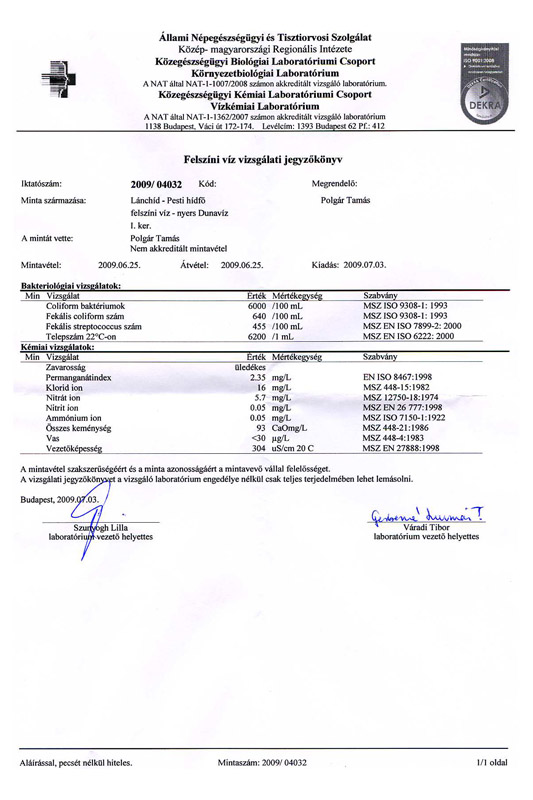 Állami Népegészségügyi és Tisztiorvosi Szolgálat
Közép- magyarországi Regionális Intézete
Közegészségügyi Biológiai Laboratóriumi Csoport
Környezetbiológiai Laboratórium
A NAT által NAT-1-1007/2008 számon akkreditált vizsgáló laboratórium.
Közegészségügyi Kémiai Laboratóriumi Csoport
Vízkémiai Laboratórium
A NAT által NAT-1-1362/2007 számon akkreditált vizsgáló laboratórium
1138 Budapest, Váci út 172-174. Levélcím: 1393 Budapest 62 Pf.: 412
ISO 9001:2008
DEKRA
Felszíni víz vizsgálati jegyzőkönyv
Iktatószám: 2009/ 04032 Kód: Megrendelő:
Minta származása: Lánchíd - Pesti hídfő Polgár Tamás
felszíni víz - nyers Dunavíz
I. ker.
A mintát vette: Polgár Tamás
Nem akkreditált mintavétel
Mintavétel: 2009.06.25. Átvétel: 2009.06.25. Kiadás: 2009.07.03.
Bakteriológiai vizsgálatok:
Min Vizsgálat Érték Mértékegység Szabvány
Coliform baktériumok 6000 /100 mL MSZ ISO 9308-1: 1993
Fekális coliform szám 640 /100 mL MSZ ISO 9308-1: 1993
Fekális streptococcus szám 455 /100 mL MSZ EN ISO 7899-2: 2000
Telepszám 22°C-on 6200 /1 mL MSZ EN ISO 6222: 2000
Kémiai vizsgálatok:
Min Vizsgálat Érték Mértékegység Szabvány
Zavarosság üledékes
Permanganátindex 2.35 mg/L EN ISO 8467:1998
Klorid ion 16 mg/L MSZ 448-15:1982
Nitrát ion 5.7 mg/L MSZ 12750-18:1974
Nitrit ion 0.05 mg/L MSZ EN 26 777:1998
Ammónium ion 0.05 mg/L MSZ ISO 7150-1:1922
Összes keménység 93 CaOmg/L MSZ 448-21:1986
Vas <30 µg/L MSZ 448-4:1983
Vezetőképesség 304 uS/cm 20 C MSZ EN 27888:1998
A mintavétel szakszerűségéért és a minta azonosságáért a mintavevő vállal felelősséget.
A vizsgálati jegyzőkönyvet a vizsgáló laboratórium engedélye nélkül csak teljes terjedelmében lehet lemásolni.
Budapest, 2009.07.03.
Szunyogh Lilla Váradi Tibor
laboratórium vezető helyettes laboratórium vezető helyettes
Aláírással, pecsét nélkül hiteles. Mintaszám: 2009/ 04032 1/1 oldal